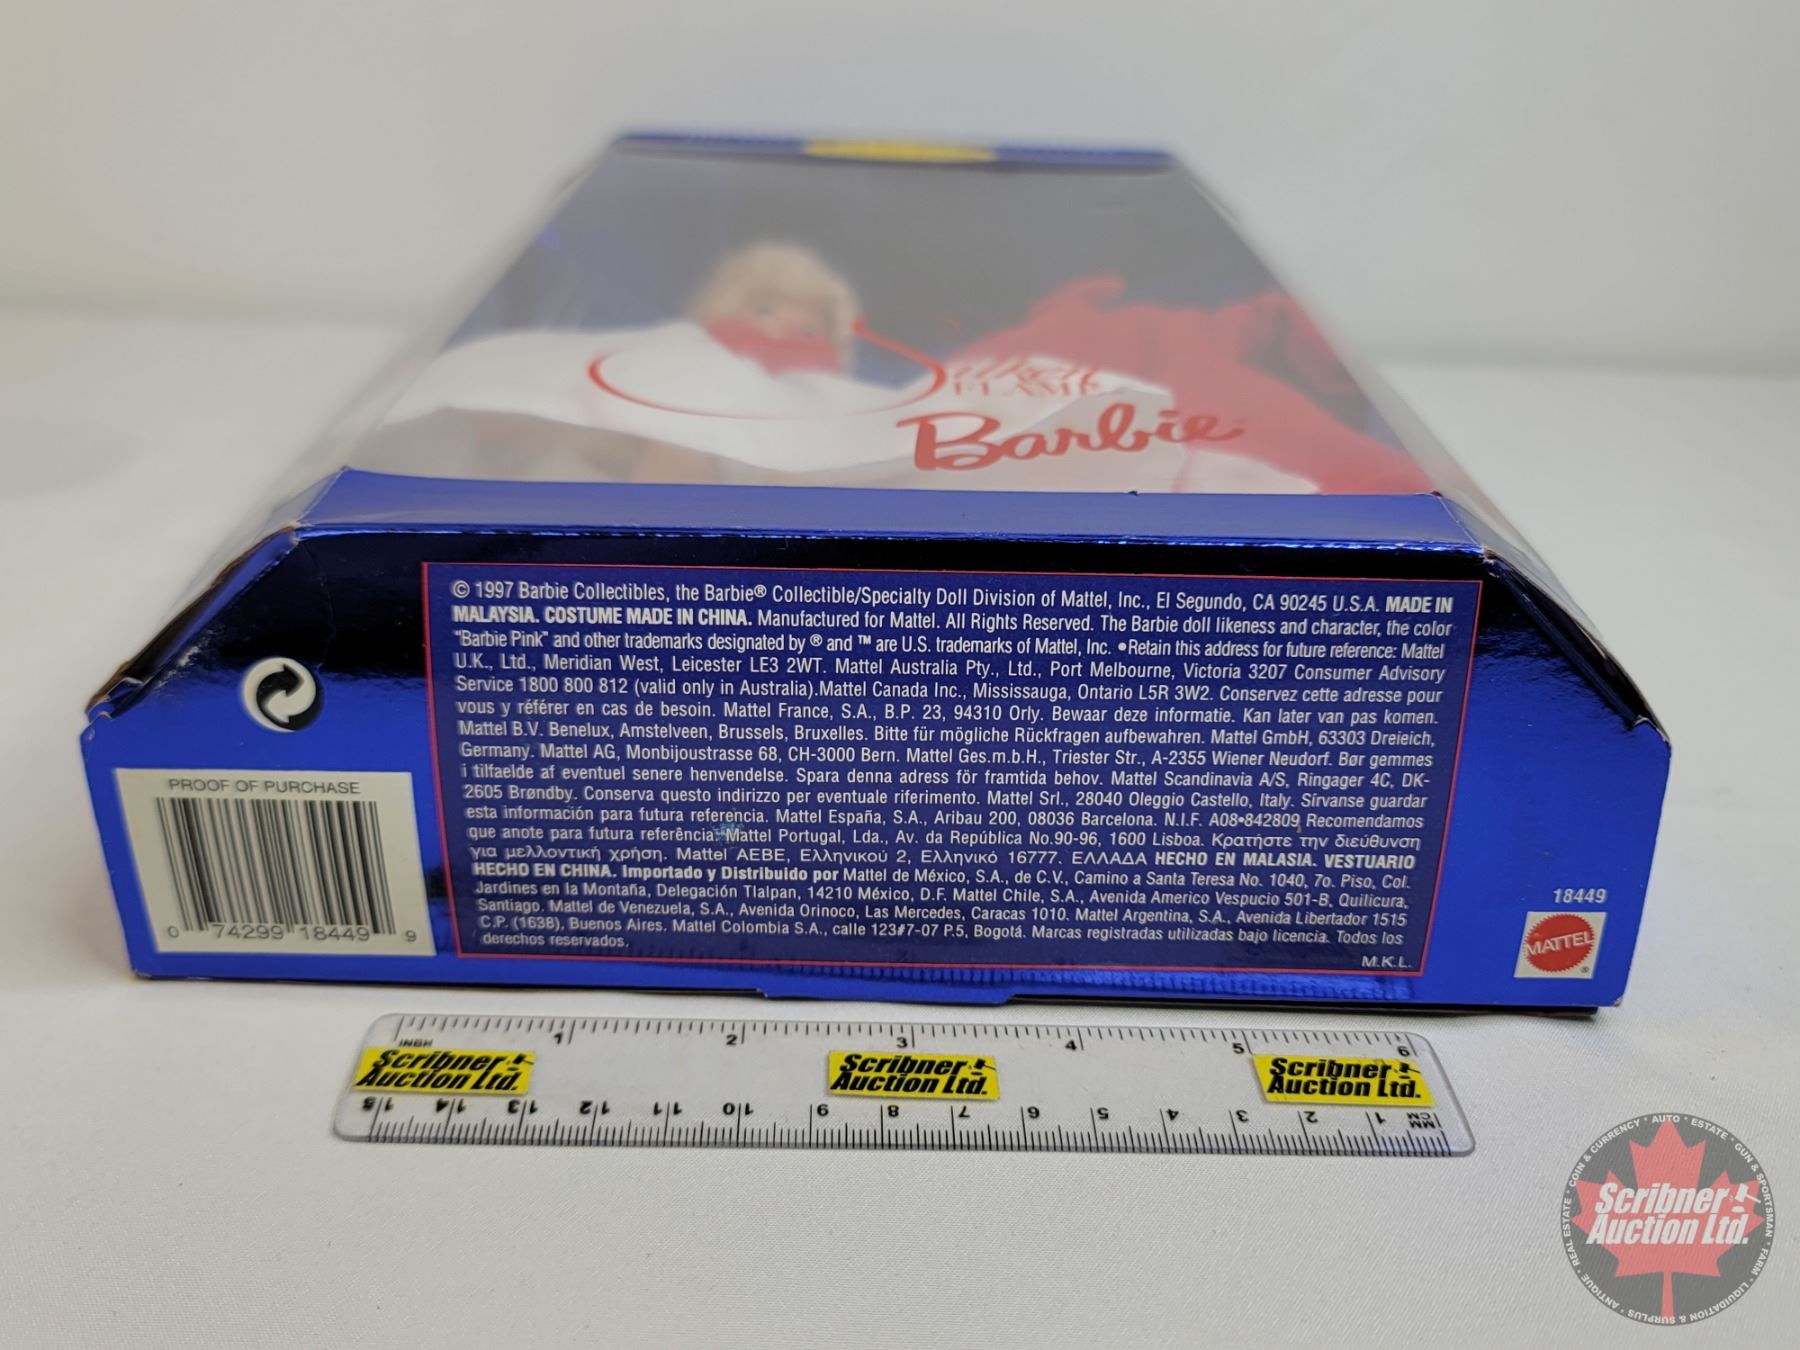 Silken
FLAME
Barbie
© 1997 Barbie Collectibles, the Barbie® Collectible/Specialty Doll Division of Mattel, Inc., El Segundo, CA 90245 U.S.A. MADE IN
MALAYSIA. COSTUME MADE IN CHINA. Manufactured for Mattel. All Rights Reserved. The Barbie doll likeness and character, the color
"Barbie Pink" and other trademarks designated by ® and ™ are U.S. trademarks of Mattel, Inc. •Retain this address for future reference: Mattel
U.K., Ltd., Meridian West, Leicester LE3 2WT. Mattel Australia Pty., Ltd., Port Melbourne, Victoria 3207 Consumer Advisory
Service 1800 800 812 (valid only in Australia).Mattel Canada Inc., Mississauga, Ontario L5R 3W2. Conservez cette adresse pour
vous y référer en cas de besoin. Mattel France, S.A., B.P. 23, 94310 Orly. Bewaar deze informatie. Kan later van pas komen.
Mattel B.V. Benelux, Amstelveen, Brussels, Bruxelles. Bitte für mögliche Rückfragen aufbewahren. Mattel GmbH, 63303 Dreieich,
Germany. Mattel AG, Monbijoustrasse 68, CH-3000 Bern. Mattel Ges.m.b.H., Triester Str., A-2355 Wiener Neudorf. Bør gemmes
i tilfaelde af eventuel senere henvendelse. Spara denna adress för framtida behov. Mattel Scandinavia A/S, Ringager 4C, DK-
2605 Brøndby. Conserva questo indirizzo per eventuale riferimento. Mattel Srl., 28040 Oleggio Castello, Italy. Sírvanse guardar
esta información para futura referencia. Mattel España, S.A., Aribau 200, 08036 Barcelona. N.I.F. A08•842809 Recomendamos
que anote para futura referência. Mattel Portugal, Lda., Av. da República No.90-96, 1600 Lisboa. Κρατήστε την διεύθυνση
για μελλοντική χρήση. Mattel AEBE, Ελληνικού 2, Ελληνικό 16777. ΕΛΛΑΔΑ HECHO EN MALASIA. VESTUARIO
HECHO EN CHINA. Importado y Distribuido por Mattel de México, S.A., de C.V., Camino a Santa Teresa No. 1040, 7o. Piso, Col.
Jardines en la Montaña, Delegación Tlalpan, 14210 México, D.F. Mattel Chile, S.A., Avenida Americo Vespucio 501-B, Quilicura,
Santiago. Mattel de Venezuela, S.A., Avenida Orinoco, Las Mercedes, Caracas 1010. Mattel Argentina, S.A., Avenida Libertador 1515
C.P. (1638), Buenos Aires. Mattel Colombia S.A., calle 123#7-07 P.5, Bogotá. Marcas registradas utilizadas bajo licencia. Todos los
derechos reservados.
M.K.L.
PROOF OF PURCHASE
0 74299 18449 9
18449
MATTEL ®
INCH 1 2 3 4 5 6
Scribner Auction Ltd.
Scribner Auction Ltd.
Scribner Auction Ltd.
15 14 13 12 11 10 9 8 7 6 5 4 3 2 1 CM MM
COIN & CURRENCY • AUTO • ESTATE • GUN & SPORTSMAN • FARM • LIQUIDATION & SURPLUS • ANTIQUE • REAL ESTATE
Scribner
Auction Ltd.